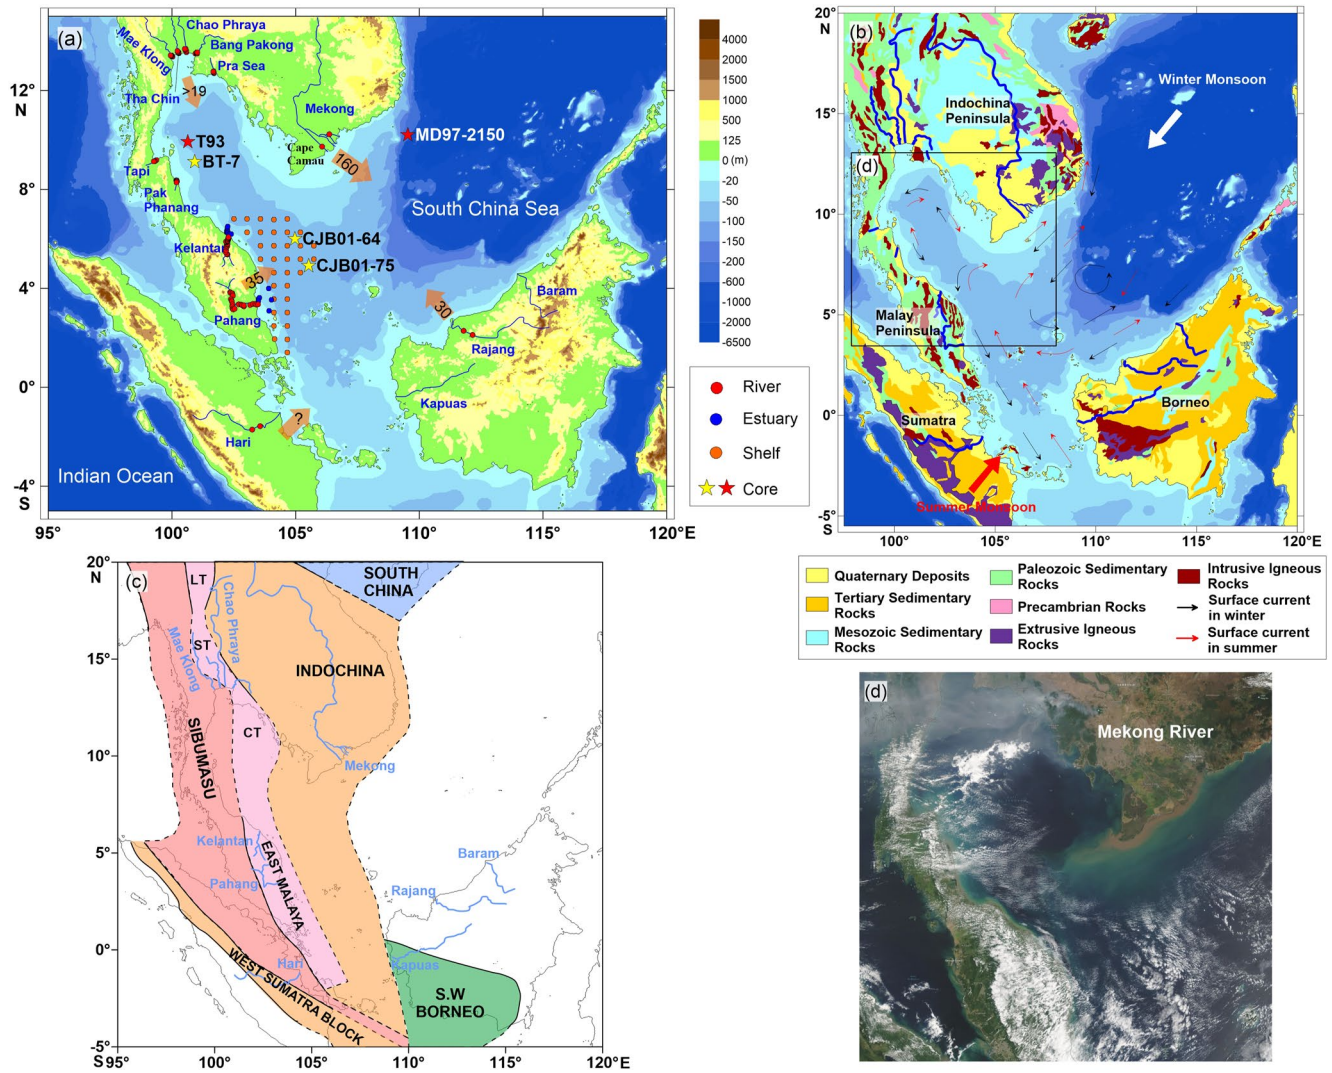 (a)
Chao Phraya
Mae Klong
Bang Pakong
Pra Sea
Tha Chin
>19
Mekong
T93
BT-7
Cape
Camau
160
MD97-2150
Tapi
Pak
Phanang
South China Sea
Kelantan
CJB01-64
CJB01-75
35
Pahang
30
Baram
Rajang
Kapuas
Hari
?
Indian Ocean
12°
N
8°
4°
0°
-4°
S
95°
100°
105°
110°
115°
120°E
4000
2000
1500
1000
500
125
0 (m)
-20
-50
-100
-150
-200
-600
-1000
-2000
-6500
River
Estuary
Shelf
Core
(b)
20°
N
15°
10°
5°
0°
-5°
S
100°
105°
110°
115°
120°E
Winter Monsoon
Indochina
Peninsula
(d)
Malay
Peninsula
Sumatra
Borneo
Summer Monsoon
Quaternary Deposits
Tertiary Sedimentary
Rocks
Mesozoic Sedimentary
Rocks
Paleozoic Sedimentary
Rocks
Precambrian Rocks
Extrusive Igneous
Rocks
Intrusive Igneous
Rocks
Surface current
in winter
Surface current
in summer
(c)
20°
N
15°
10°
5°
0°
-5°
S
95°
100°
105°
110°
115°
120°E
LT
ST
CT
Chao Phraya
Mae Klong
SOUTH
CHINA
INDOCHINA
SIBUMASU
Mekong
Kelantan
Pahang
EAST MALAYA
Baram
Rajang
Hari
Kapuas
WEST SUMATRA BLOCK
S.W
BORNEO
(d)
Mekong River